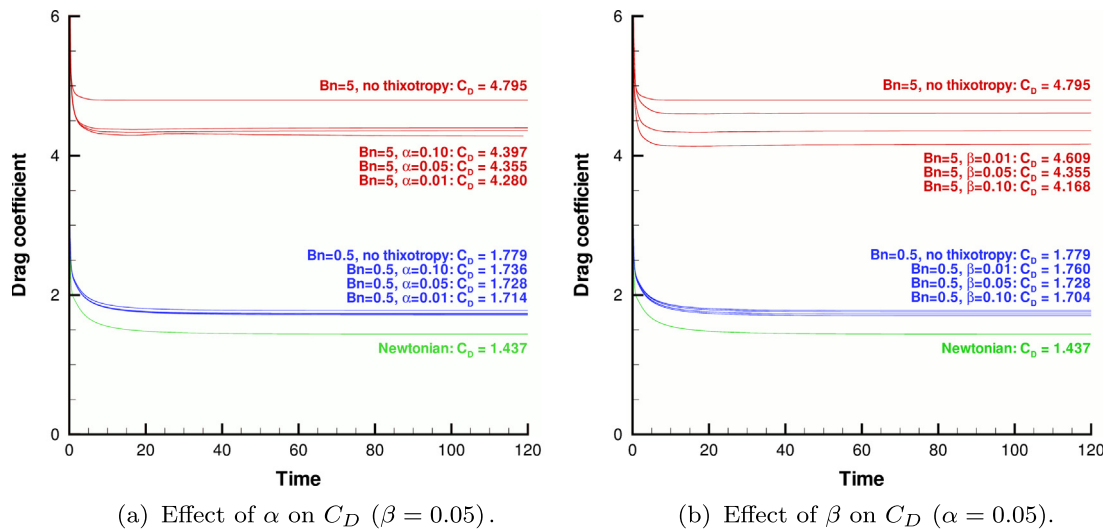 6
4
2
0
0 20 40 60 80 100 120
Drag coefficient
Time
Bn=5, no thixotropy: C_D = 4.795
Bn=5, α=0.10: C_D = 4.397
Bn=5, α=0.05: C_D = 4.355
Bn=5, α=0.01: C_D = 4.280
Bn=0.5, no thixotropy: C_D = 1.779
Bn=0.5, α=0.10: C_D = 1.736
Bn=0.5, α=0.05: C_D = 1.728
Bn=0.5, α=0.01: C_D = 1.714
Newtonian: C_D = 1.437
(a) Effect of α on C_D (β = 0.05).
6
4
2
0
0 20 40 60 80 100 120
Drag coefficient
Time
Bn=5, no thixotropy: C_D = 4.795
Bn=5, β=0.01: C_D = 4.609
Bn=5, β=0.05: C_D = 4.355
Bn=5, β=0.10: C_D = 4.168
Bn=0.5, no thixotropy: C_D = 1.779
Bn=0.5, β=0.01: C_D = 1.760
Bn=0.5, β=0.05: C_D = 1.728
Bn=0.5, β=0.10: C_D = 1.704
Newtonian: C_D = 1.437
(b) Effect of β on C_D (α = 0.05).